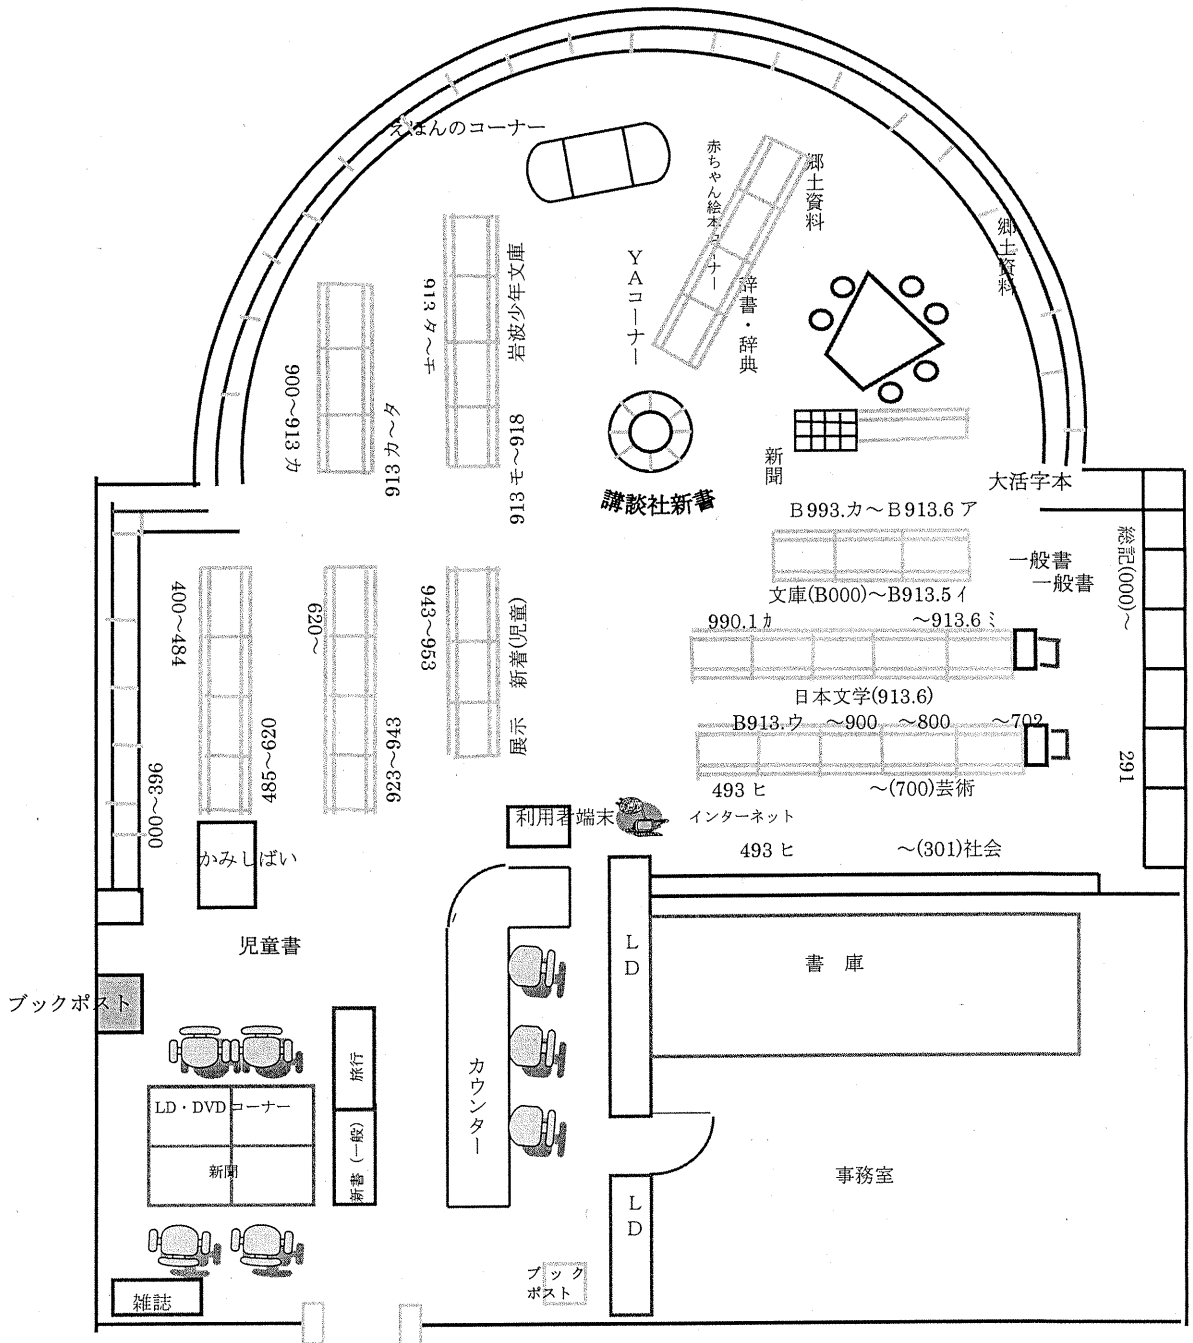 えほんのコーナー
赤ちゃん絵本コーナー
郷土資料
郷土資料
YAコーナー
辞書・辞典
岩波少年文庫
913 タ～モ
900～913 カ
913 カ～タ
913 モ～918
講談社新書
新聞
大活字本
B993.カ～B913.6 ア
総記(000)～
一般書
一般書
文庫(B000)～B913.5 イ
990.1 カ
～913.6 ミ
日本文学(913.6)
B913.ウ ～900 ～800 ～702
291
493 ヒ ～(700)芸術
利用者端末
インターネット
493 ヒ ～(301)社会
400～484
620～
943～953
新着(児童)
展示
485～620
923～943
000～396
かみしばい
児童書
ブックポスト
LD
書 庫
旅行
カウンター
LD・DVDコーナー
新聞
新書(一般)
事務室
LD
ブック
ポスト
雑誌